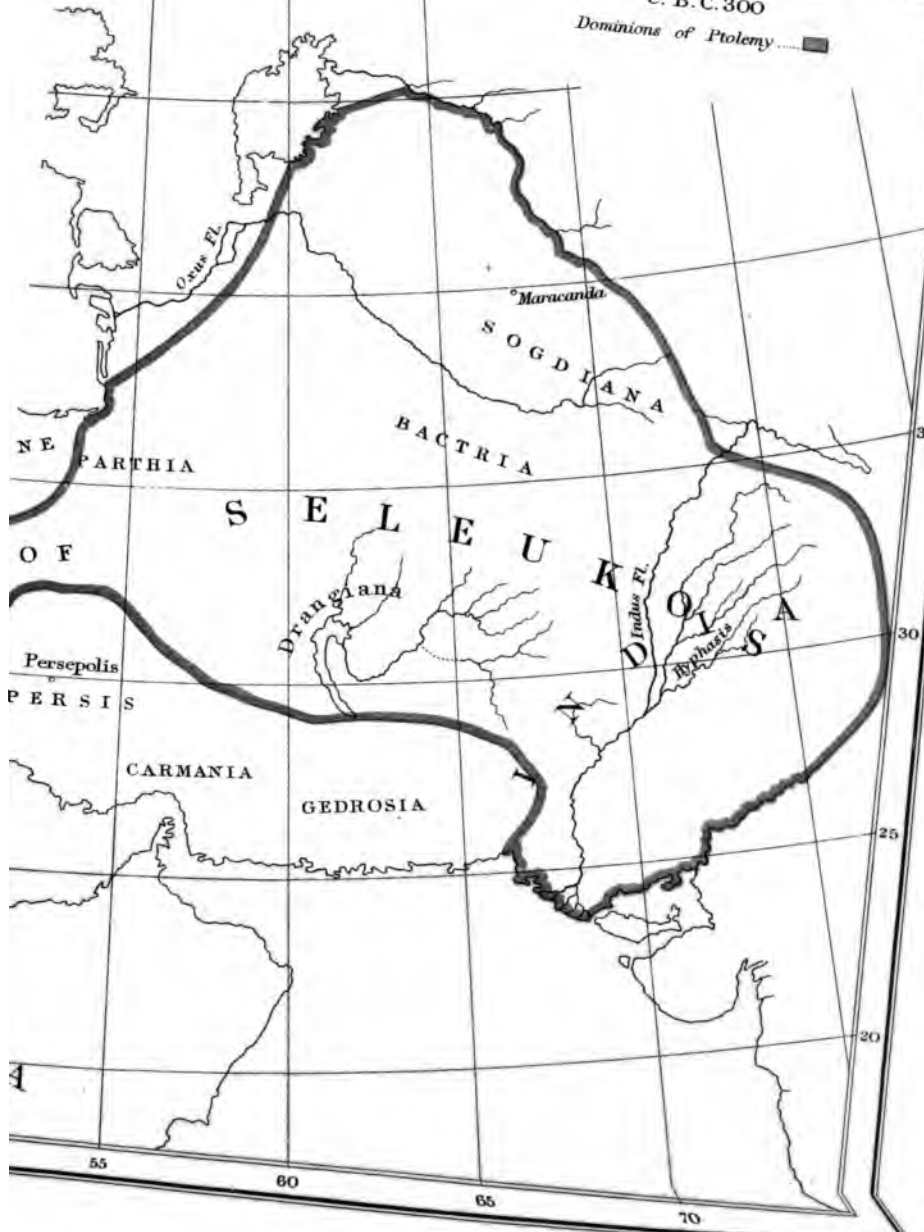 C. B.C. 300
Dominions of Ptolemy
Oxus Fl.
Maracanda
SOGDIANA
BACTRIA
NE
PARTHIA
SELEUKOS
OF
Drangiana
Indus Fl.
Hyphasis
INDIA
Persepolis
PERSIS
CARMANIA
GEDROSIA
A
3
30
25
20
55
60
65
70